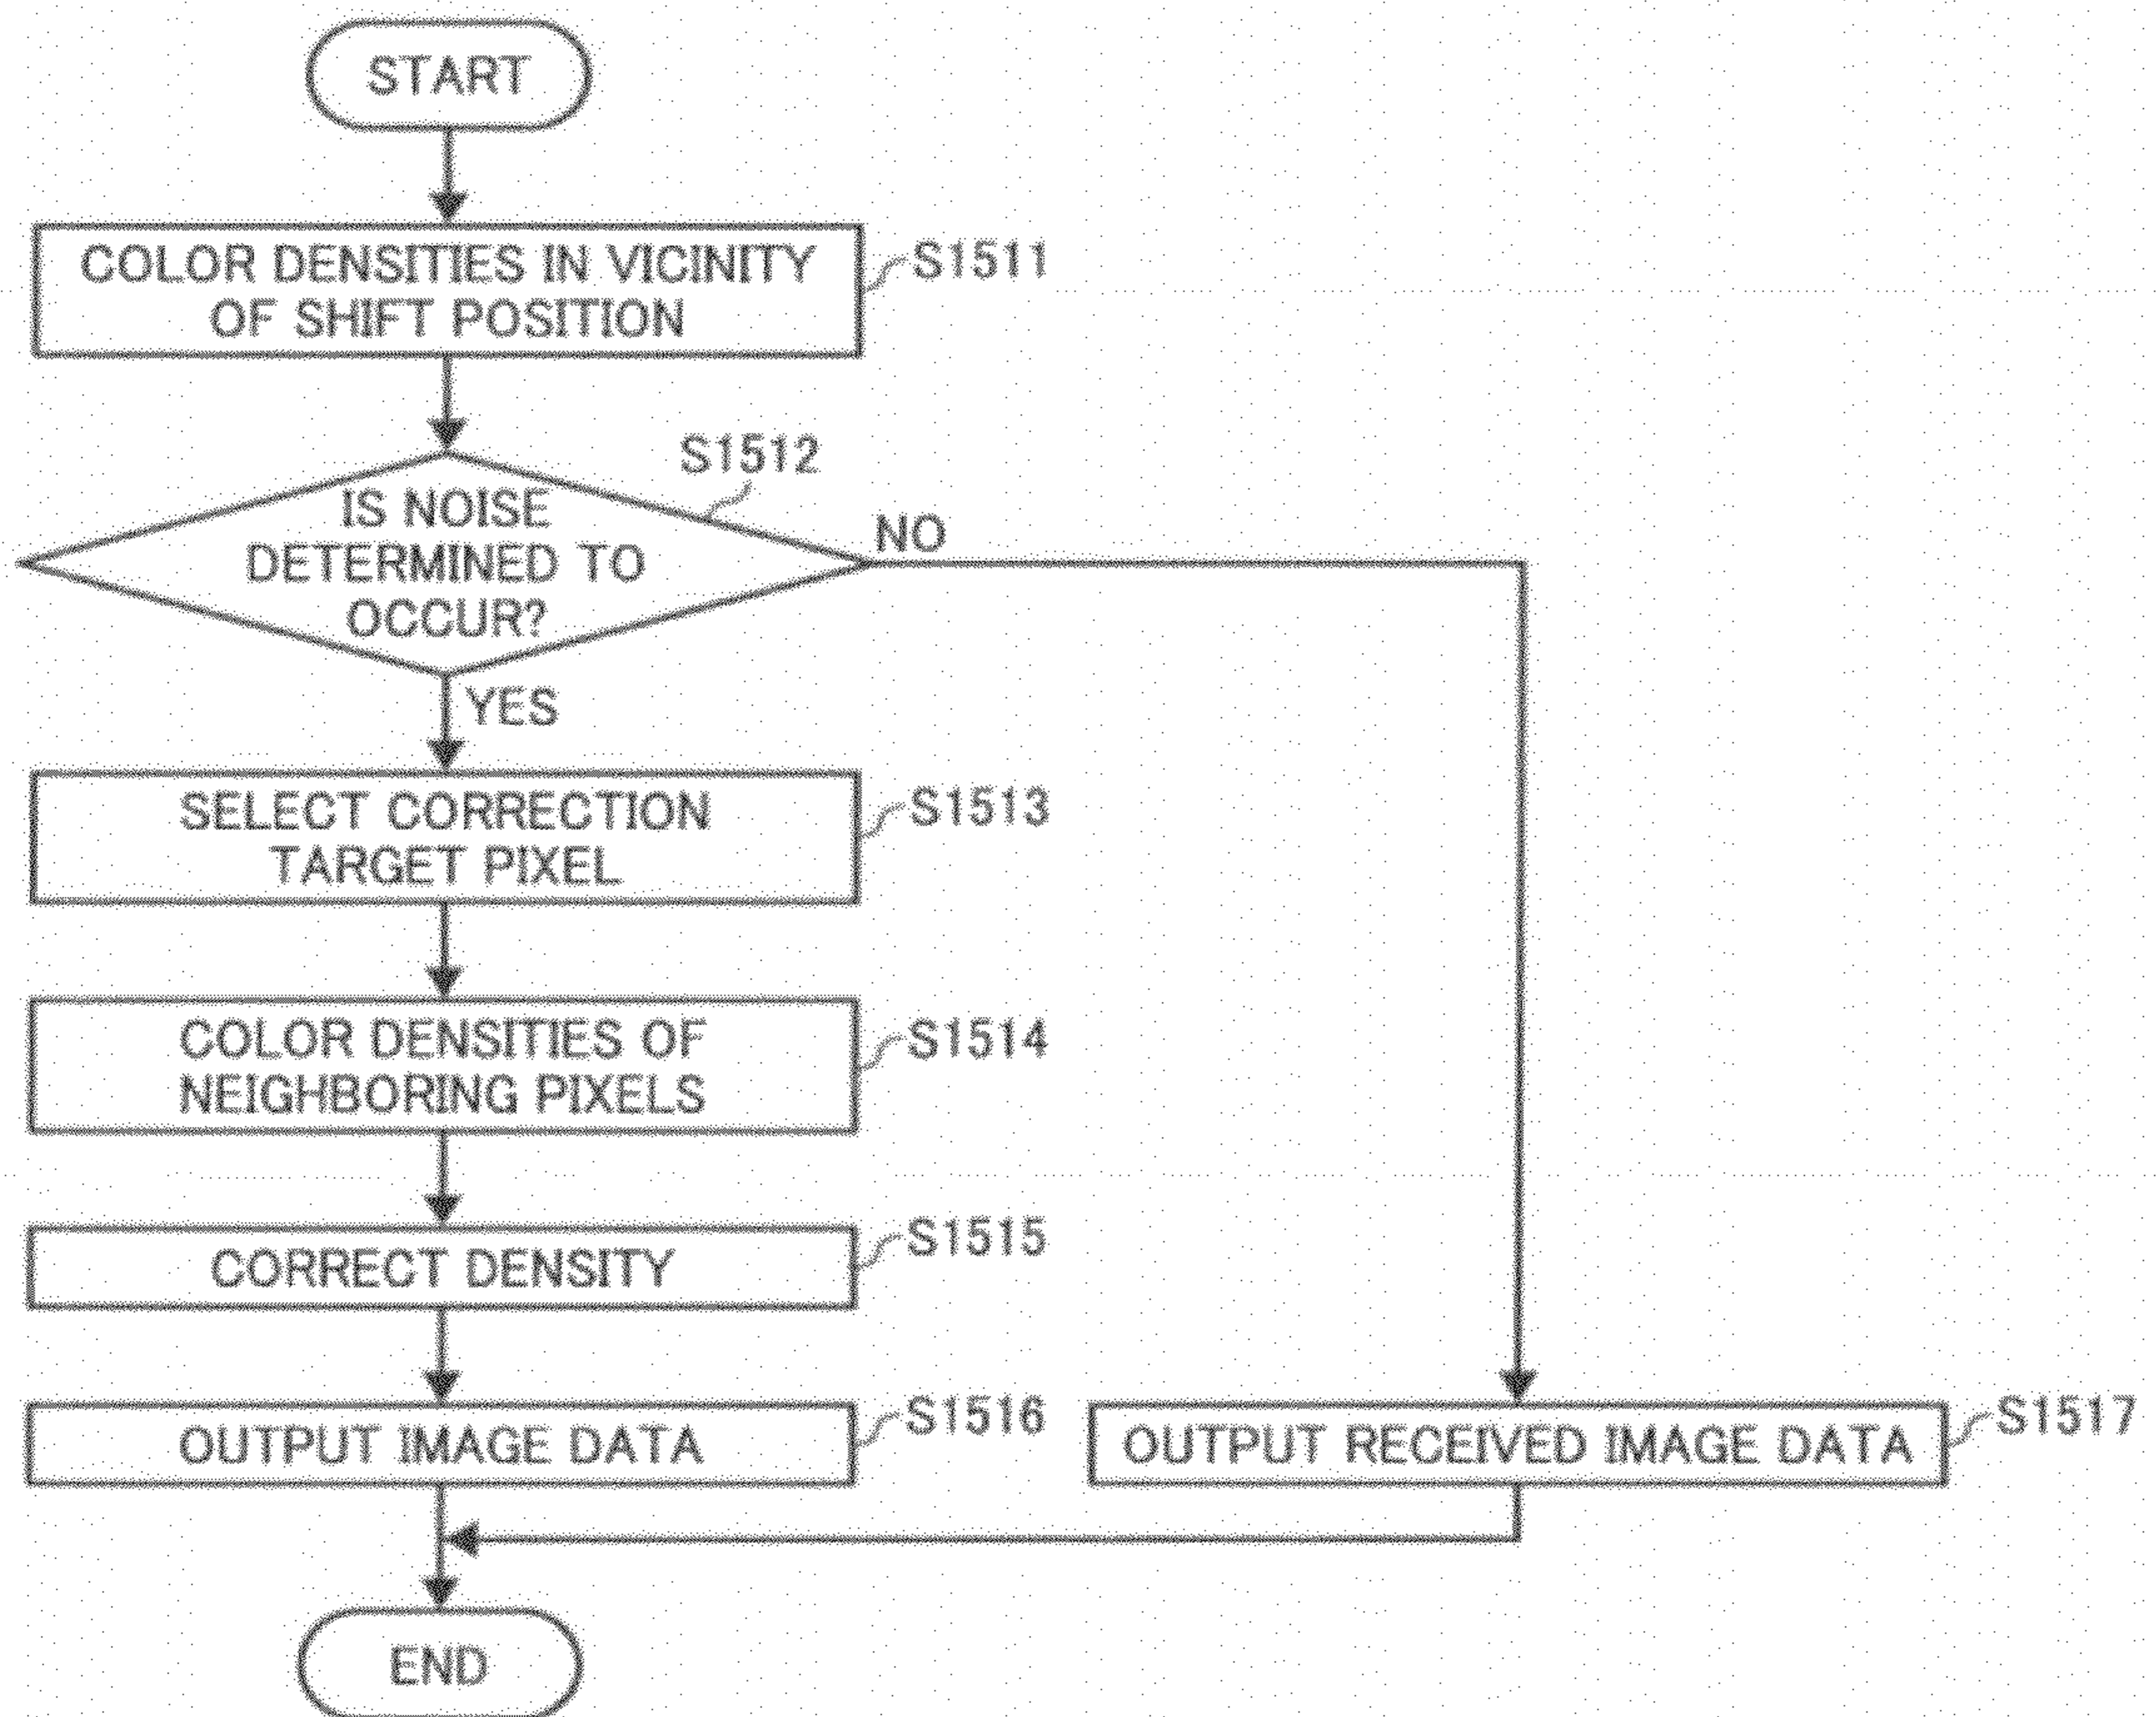 START
COLOR DENSITIES IN VICINITY
OF SHIFT POSITION
S1511
S1512
IS NOISE
DETERMINED TO
OCCUR?
NO
YES
SELECT CORRECTION
TARGET PIXEL
S1513
COLOR DENSITIES OF
NEIGHBORING PIXELS
S1514
CORRECT DENSITY
S1515
OUTPUT IMAGE DATA
S1516
OUTPUT RECEIVED IMAGE DATA
S1517
END